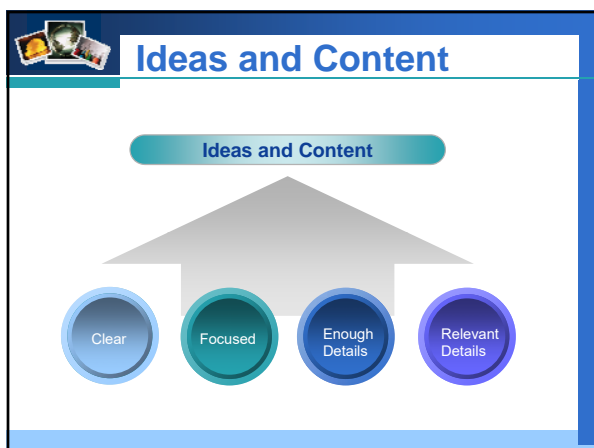 Ideas and Content
Ideas and Content
Clear
Focused
Enough
Details
Relevant
Details